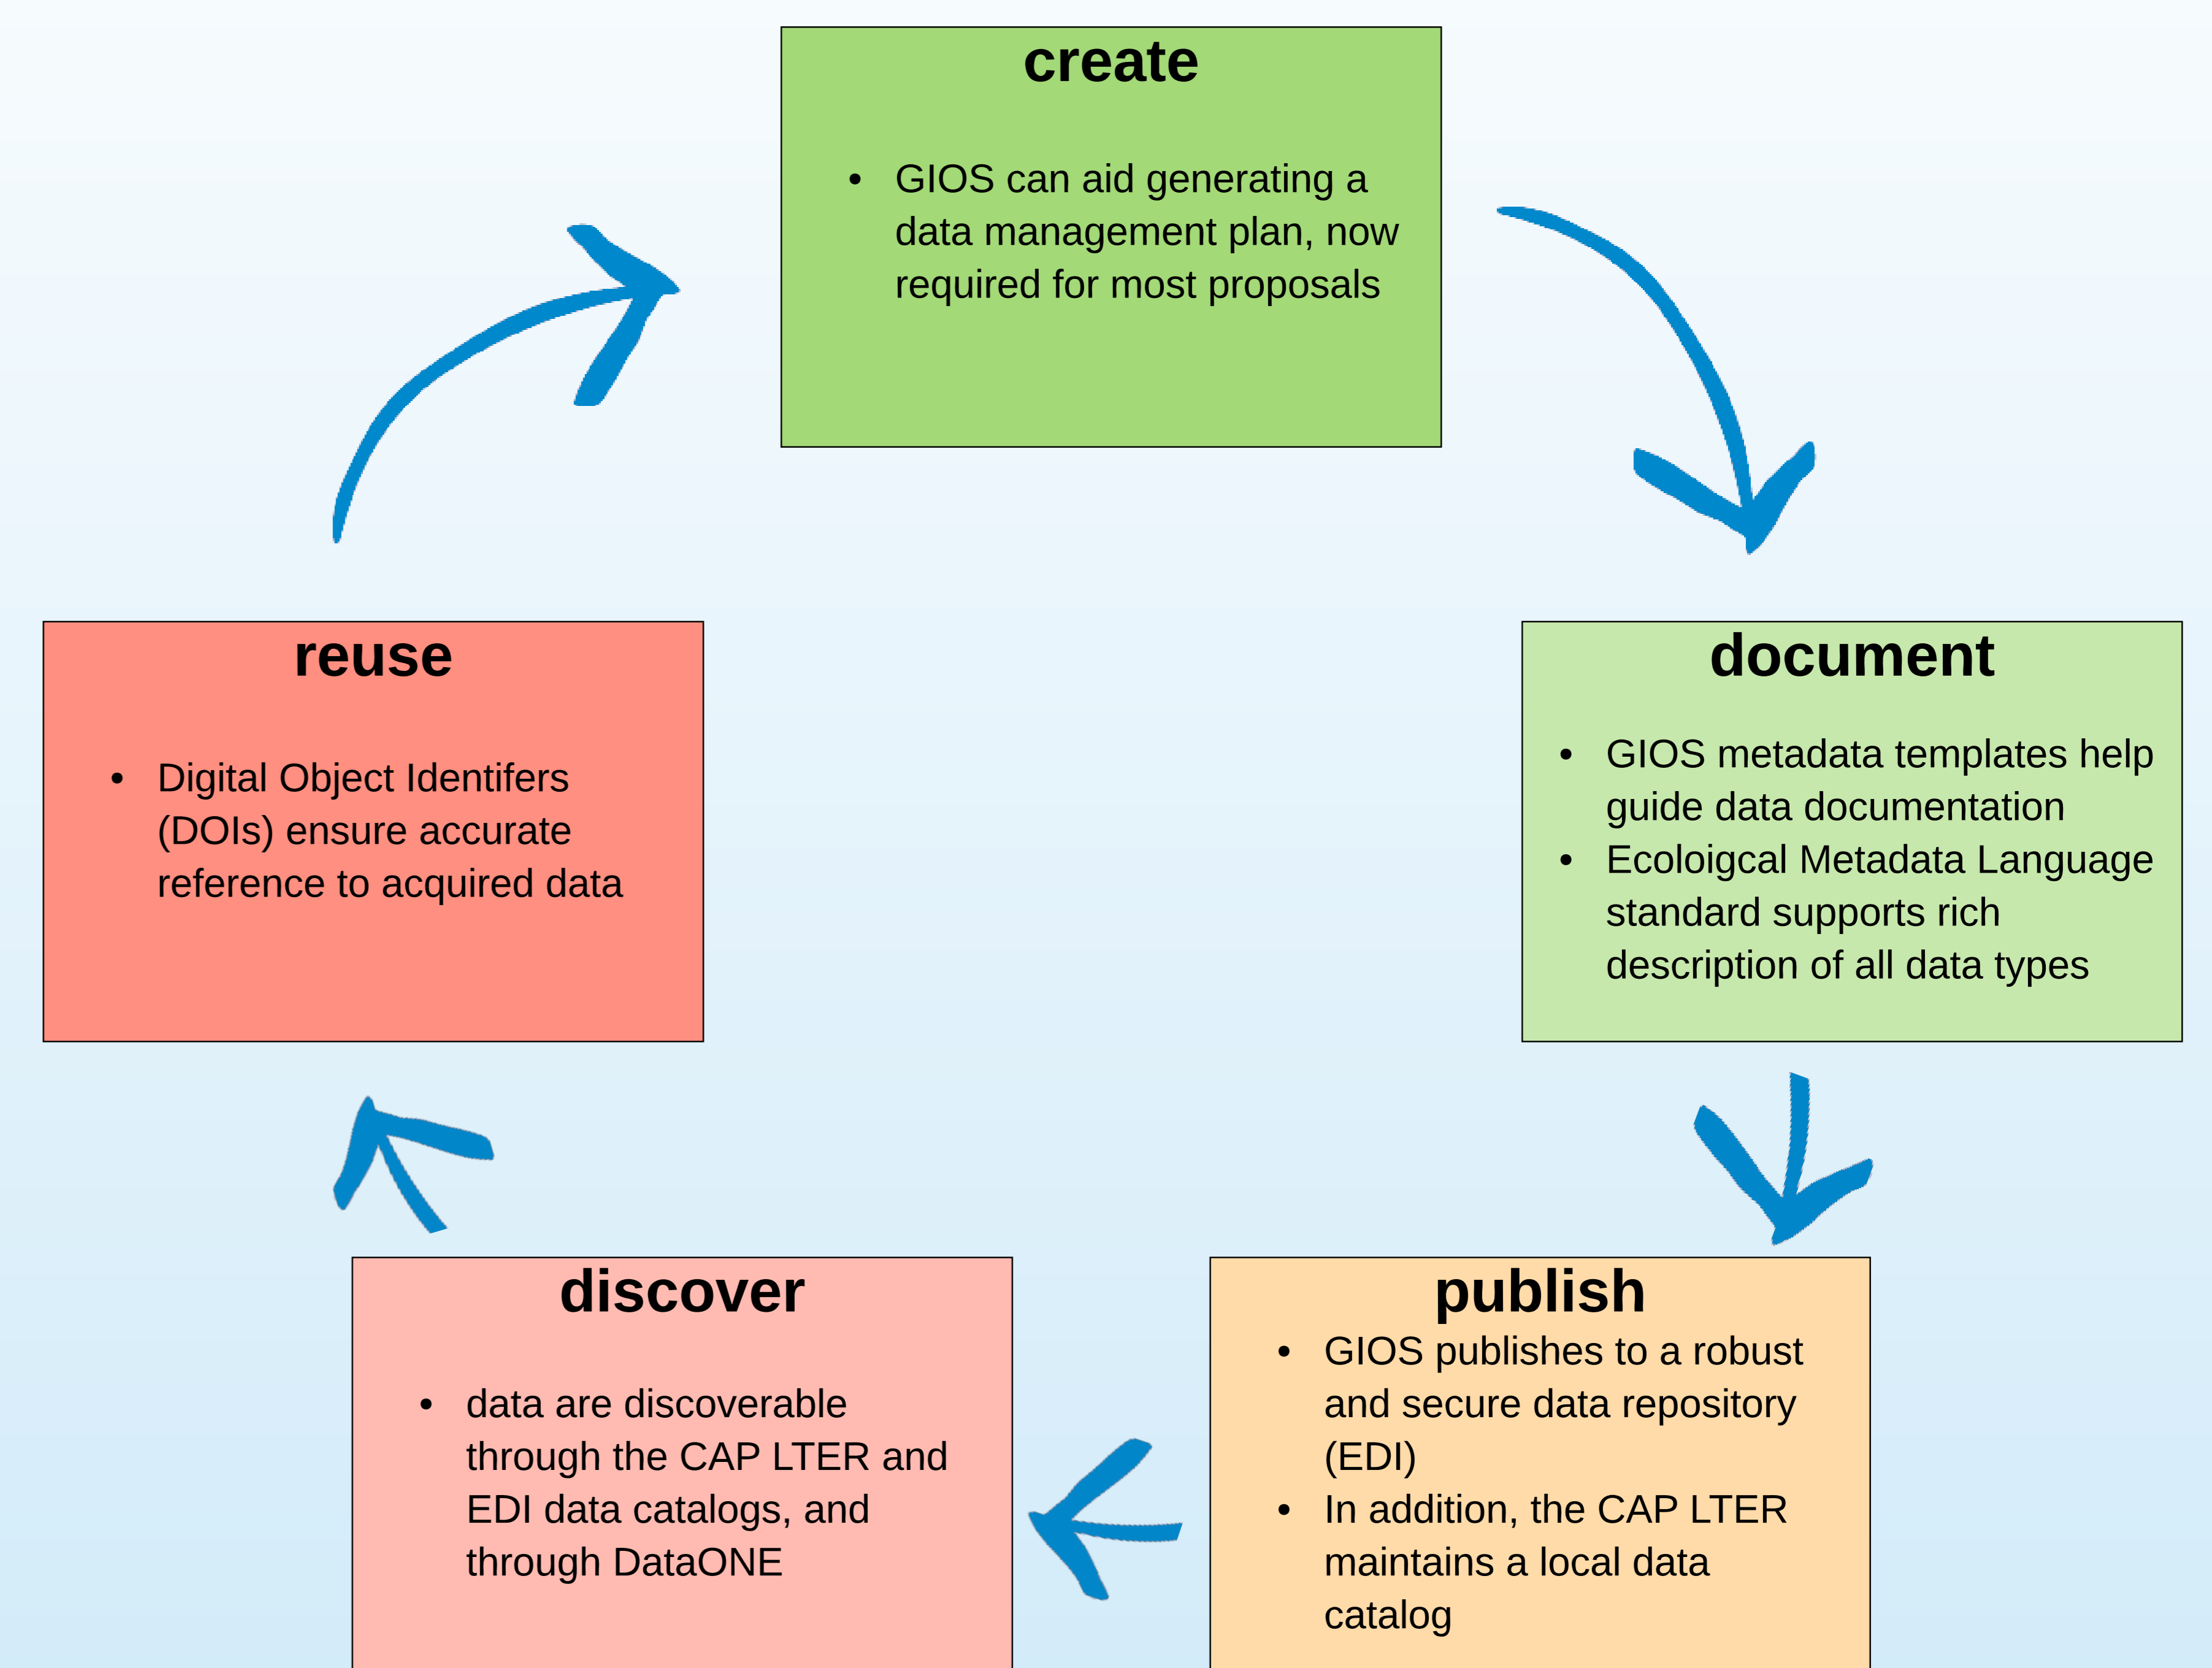 create
• GIOS can aid generating a
data management plan, now
required for most proposals
document
• GIOS metadata templates help
guide data documentation
• Ecoloigcal Metadata Language
standard supports rich
description of all data types
publish
• GIOS publishes to a robust
and secure data repository
(EDI)
• In addition, the CAP LTER
maintains a local data
catalog
discover
• data are discoverable
through the CAP LTER and
EDI data catalogs, and
through DataONE
reuse
• Digital Object Identifers
(DOIs) ensure accurate
reference to acquired data